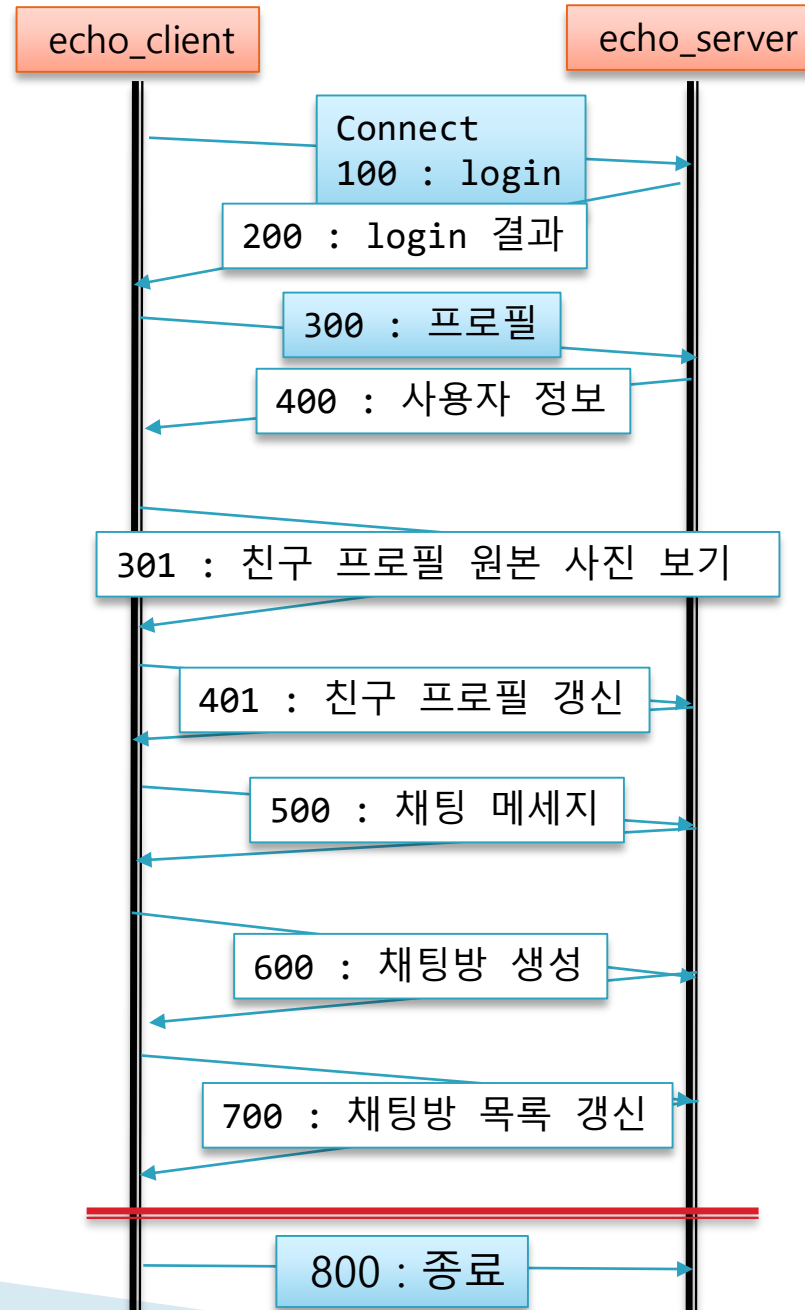 echo_client
echo_server
Connect
100 : login
200 : login 결과
300 : 프로필
400 : 사용자 정보
301 : 친구 프로필 원본 사진 보기
401 : 친구 프로필 갱신
500 : 채팅 메세지
600 : 채팅방 생성
700 : 채팅방 목록 갱신
800 : 종료